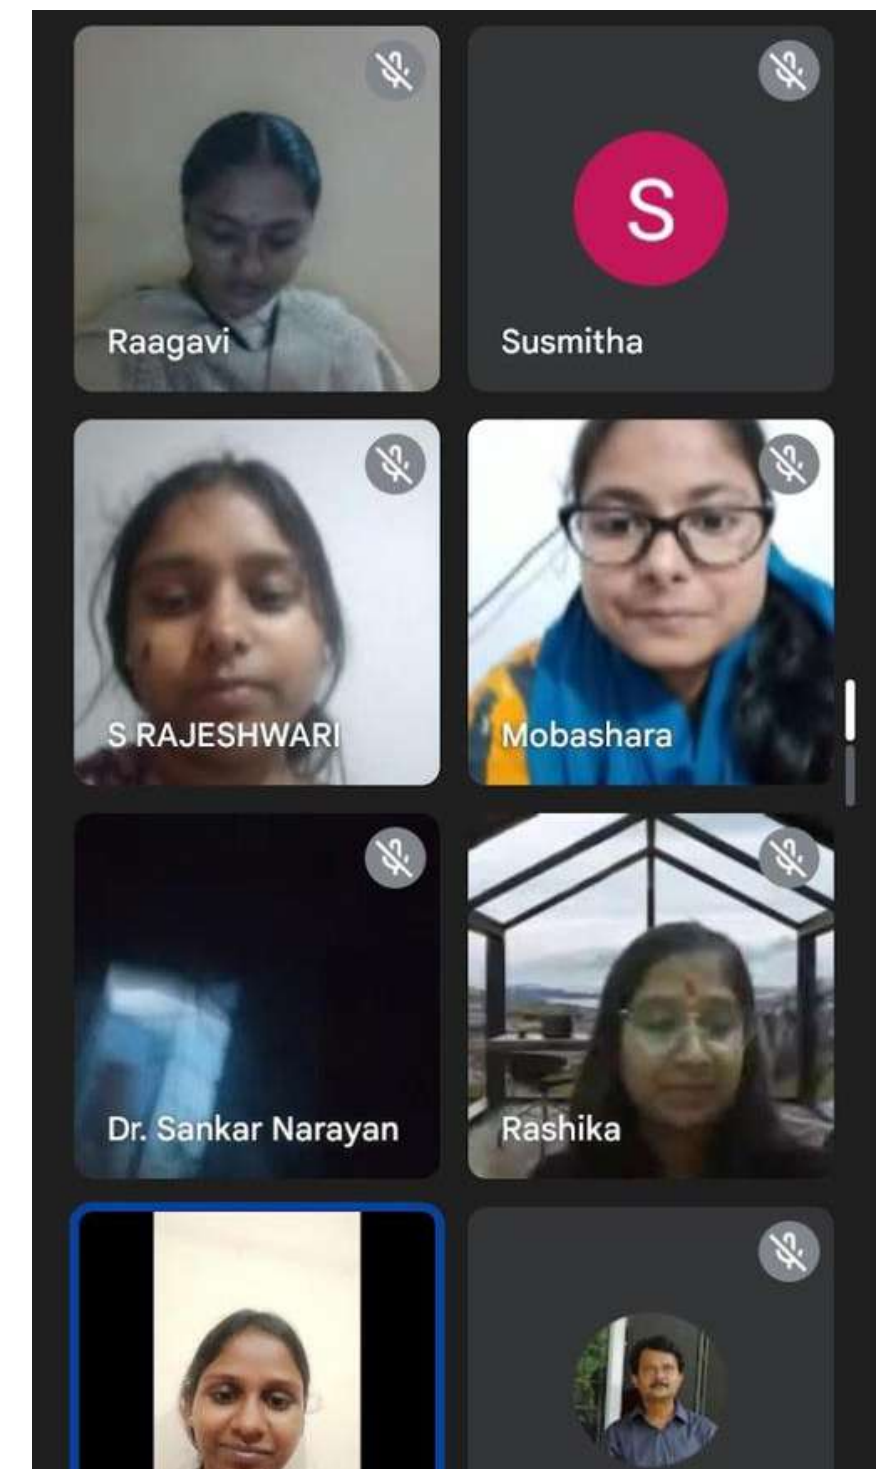 Raagavi
S
Susmitha
S RAJESHWARI
Mobashara
Dr. Sankar Narayan
Rashika